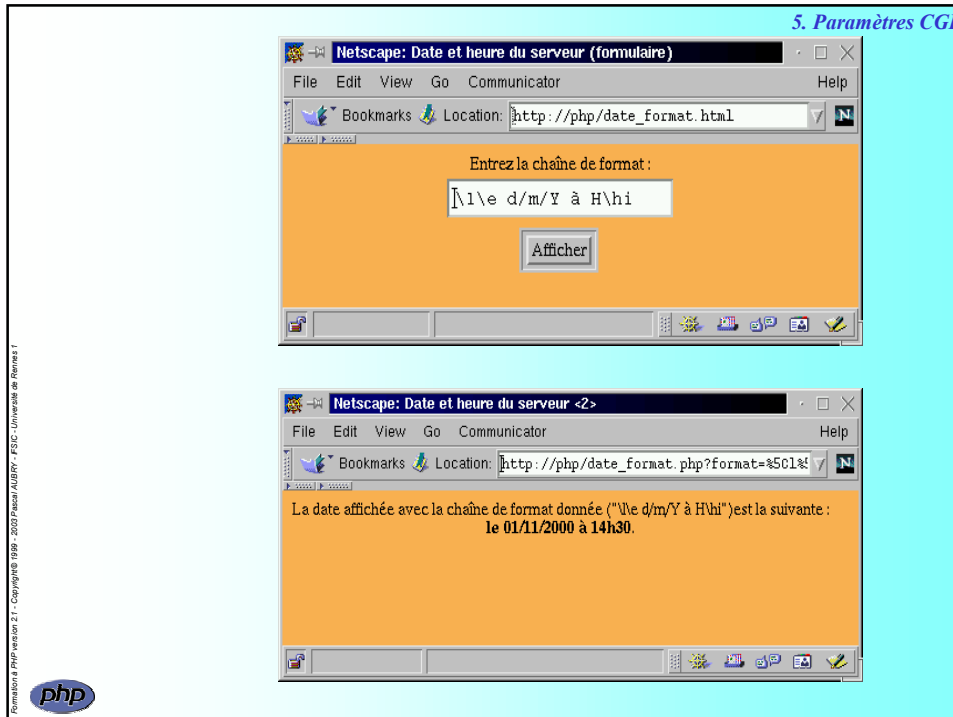 5. Paramètres CGI
Netscape: Date et heure du serveur (formulaire)
File Edit View Go Communicator Help
Bookmarks Location: http://php/date_format.html N
Entrez la chaîne de format :
\l\e d/m/Y à H\hi
Afficher
Netscape: Date et heure du serveur <2>
File Edit View Go Communicator Help
Bookmarks Location: http://php/date_format.php?format=%5Cl% N
La date affichée avec la chaîne de format donnée ("\l\e d/m/Y à H\hi")est la suivante :
le 01/11/2000 à 14h30.
Formation à PHP version 2.1 - Copyright © 1999 - 2003 Pascal AUBRY - IFSIC - Université de Rennes 1
php